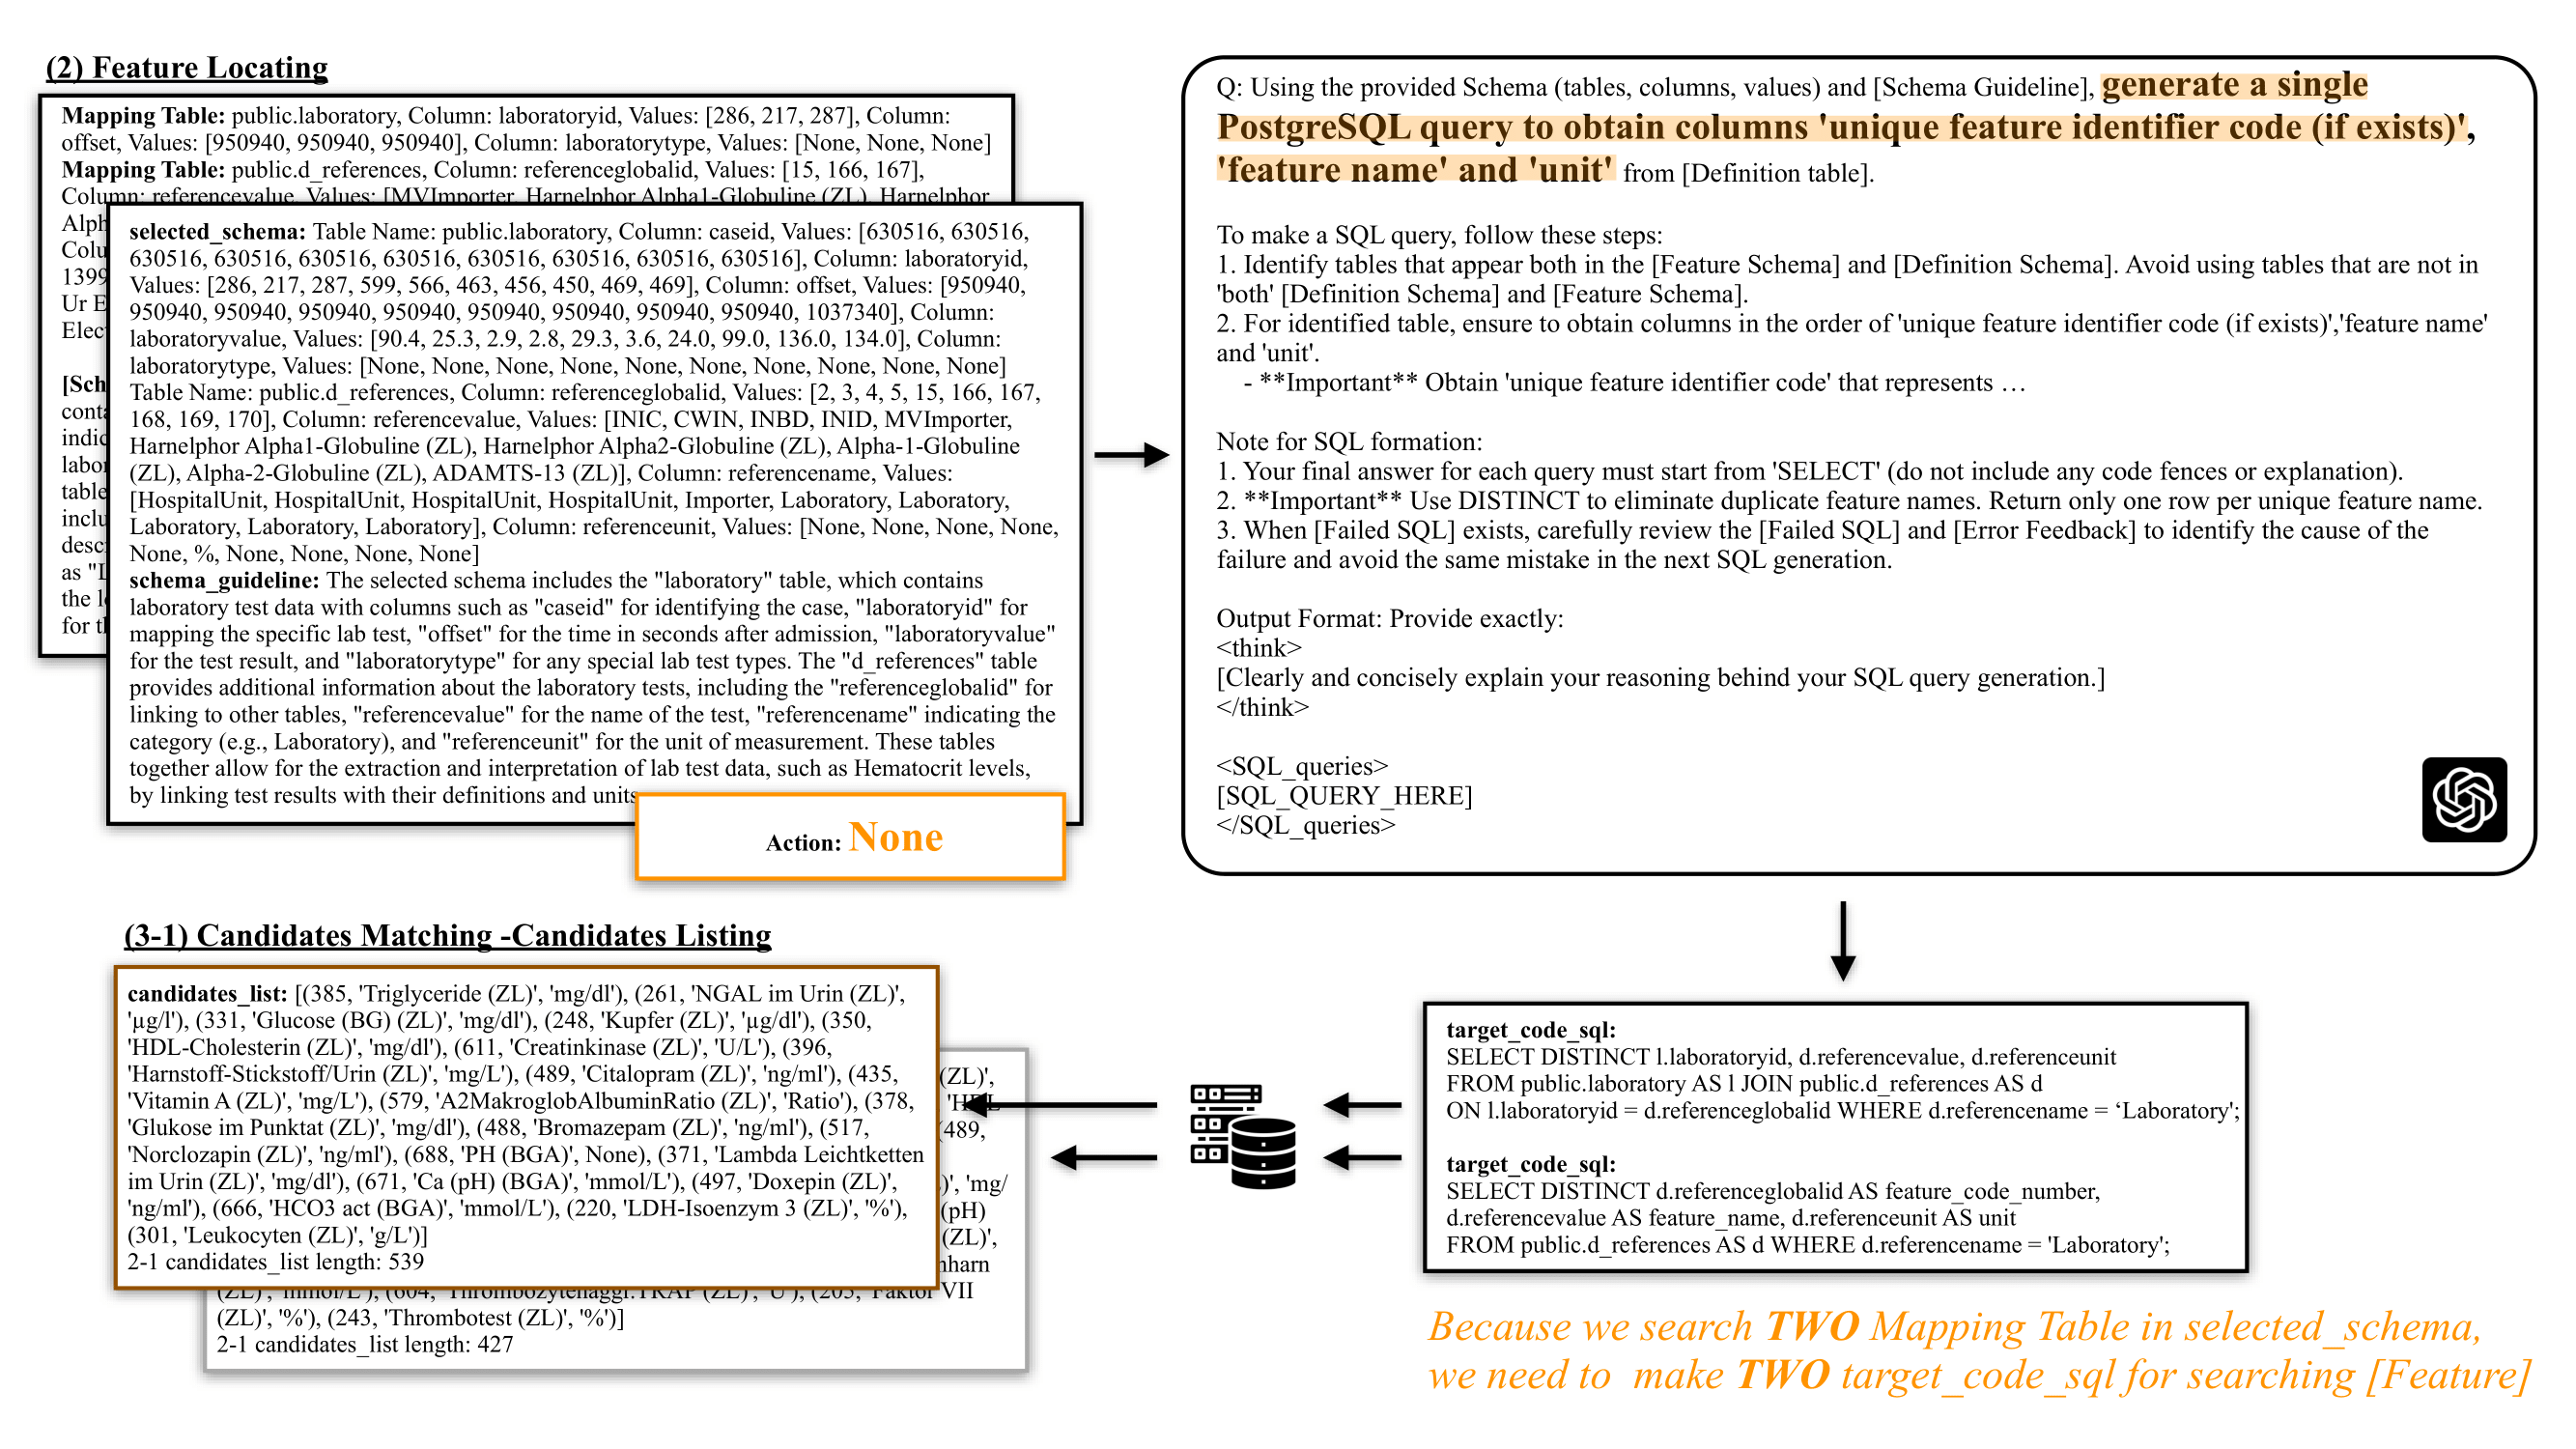 (2) Feature Locating
Mapping Table: public.laboratory, Column: laboratoryid, Values: [286, 217, 287], Column:
offset, Values: [950940, 950940, 950940], Column: laboratorytype, Values: [None, None, None]
Mapping Table: public.d_references, Column: referenceglobalid, Values: [15, 166, 167],
Column: referencevalue, Values: [MVImporter, Harnelphor Alpha1-Globuline (ZL), Harnelphor
Alph
Colu
1399
Ur E
Elect
[Sch
conta
indic
labor
table
inclu
descr
as "L
the lo
for th
selected_schema: Table Name: public.laboratory, Column: caseid, Values: [630516, 630516,
630516, 630516, 630516, 630516, 630516, 630516, 630516, 630516], Column: laboratoryid,
Values: [286, 217, 287, 599, 566, 463, 456, 450, 469, 469], Column: offset, Values: [950940,
950940, 950940, 950940, 950940, 950940, 950940, 950940, 950940, 1037340], Column:
laboratoryvalue, Values: [90.4, 25.3, 2.9, 2.8, 29.3, 3.6, 24.0, 99.0, 136.0, 134.0], Column:
laboratorytype, Values: [None, None, None, None, None, None, None, None, None, None]
Table Name: public.d_references, Column: referenceglobalid, Values: [2, 3, 4, 5, 15, 166, 167,
168, 169, 170], Column: referencevalue, Values: [INIC, CWIN, INBD, INID, MVImporter,
Harnelphor Alpha1-Globuline (ZL), Harnelphor Alpha2-Globuline (ZL), Alpha-1-Globuline
(ZL), Alpha-2-Globuline (ZL), ADAMTS-13 (ZL)], Column: referencename, Values:
[HospitalUnit, HospitalUnit, HospitalUnit, HospitalUnit, Importer, Laboratory, Laboratory,
Laboratory, Laboratory, Laboratory], Column: referenceunit, Values: [None, None, None, None,
None, %, None, None, None, None]
schema_guideline: The selected schema includes the "laboratory" table, which contains
laboratory test data with columns such as "caseid" for identifying the case, "laboratoryid" for
mapping the specific lab test, "offset" for the time in seconds after admission, "laboratoryvalue"
for the test result, and "laboratorytype" for any special lab test types. The "d_references" table
provides additional information about the laboratory tests, including the "referenceglobalid" for
linking to other tables, "referencevalue" for the name of the test, "referencename" indicating the
category (e.g., Laboratory), and "referenceunit" for the unit of measurement. These tables
together allow for the extraction and interpretation of lab test data, such as Hematocrit levels,
by linking test results with their definitions and units
Action: None
Q: Using the provided Schema (tables, columns, values) and [Schema Guideline], generate a single
PostgreSQL query to obtain columns 'unique feature identifier code (if exists)',
'feature name' and 'unit' from [Definition table].
To make a SQL query, follow these steps:
1. Identify tables that appear both in the [Feature Schema] and [Definition Schema]. Avoid using tables that are not in
'both' [Definition Schema] and [Feature Schema].
2. For identified table, ensure to obtain columns in the order of 'unique feature identifier code (if exists)','feature name'
and 'unit'.
- **Important** Obtain 'unique feature identifier code' that represents …
Note for SQL formation:
1. Your final answer for each query must start from 'SELECT' (do not include any code fences or explanation).
2. **Important** Use DISTINCT to eliminate duplicate feature names. Return only one row per unique feature name.
3. When [Failed SQL] exists, carefully review the [Failed SQL] and [Error Feedback] to identify the cause of the
failure and avoid the same mistake in the next SQL generation.
Output Format: Provide exactly:
<think>
[Clearly and concisely explain your reasoning behind your SQL query generation.]
</think>
<SQL_queries>
[SQL_QUERY_HERE]
</SQL_queries>
(3-1) Candidates Matching -Candidates Listing
candidates_list: [(385, 'Triglyceride (ZL)', 'mg/dl'), (261, 'NGAL im Urin (ZL)',
'µg/l'), (331, 'Glucose (BG) (ZL)', 'mg/dl'), (248, 'Kupfer (ZL)', 'µg/dl'), (350,
'HDL-Cholesterin (ZL)', 'mg/dl'), (611, 'Creatinkinase (ZL)', 'U/L'), (396,
'Harnstoff-Stickstoff/Urin (ZL)', 'mg/L'), (489, 'Citalopram (ZL)', 'ng/ml'), (435,
'Vitamin A (ZL)', 'mg/L'), (579, 'A2MakroglobAlbuminRatio (ZL)', 'Ratio'), (378,
'Glukose im Punktat (ZL)', 'mg/dl'), (488, 'Bromazepam (ZL)', 'ng/ml'), (517,
'Norclozapin (ZL)', 'ng/ml'), (688, 'PH (BGA)', None), (371, 'Lambda Leichtketten
im Urin (ZL)', 'mg/dl'), (671, 'Ca (pH) (BGA)', 'mmol/L'), (497, 'Doxepin (ZL)',
'ng/ml'), (666, 'HCO3 act (BGA)', 'mmol/L'), (220, 'LDH-Isoenzym 3 (ZL)', '%'),
(301, 'Leukocyten (ZL)', 'g/L')]
2-1 candidates_list length: 539
(ZL)',
(489,
)', 'mg/
(pH)
(ZL)',
nharn
(ZL)', 'mmol/L'), (604, 'Thrombozytenaggr.TRAP (ZL)', 'U'), (205, 'Faktor VII
(ZL)', '%'), (243, 'Thrombotest (ZL)', '%')]
2-1 candidates_list length: 427
target_code_sql:
SELECT DISTINCT l.laboratoryid, d.referencevalue, d.referenceunit
FROM public.laboratory AS l JOIN public.d_references AS d
ON l.laboratoryid = d.referenceglobalid WHERE d.referencename = ‘Laboratory';
target_code_sql:
SELECT DISTINCT d.referenceglobalid AS feature_code_number,
d.referencevalue AS feature_name, d.referenceunit AS unit
FROM public.d_references AS d WHERE d.referencename = 'Laboratory';
Because we search TWO Mapping Table in selected_schema,
we need to make TWO target_code_sql for searching [Feature]